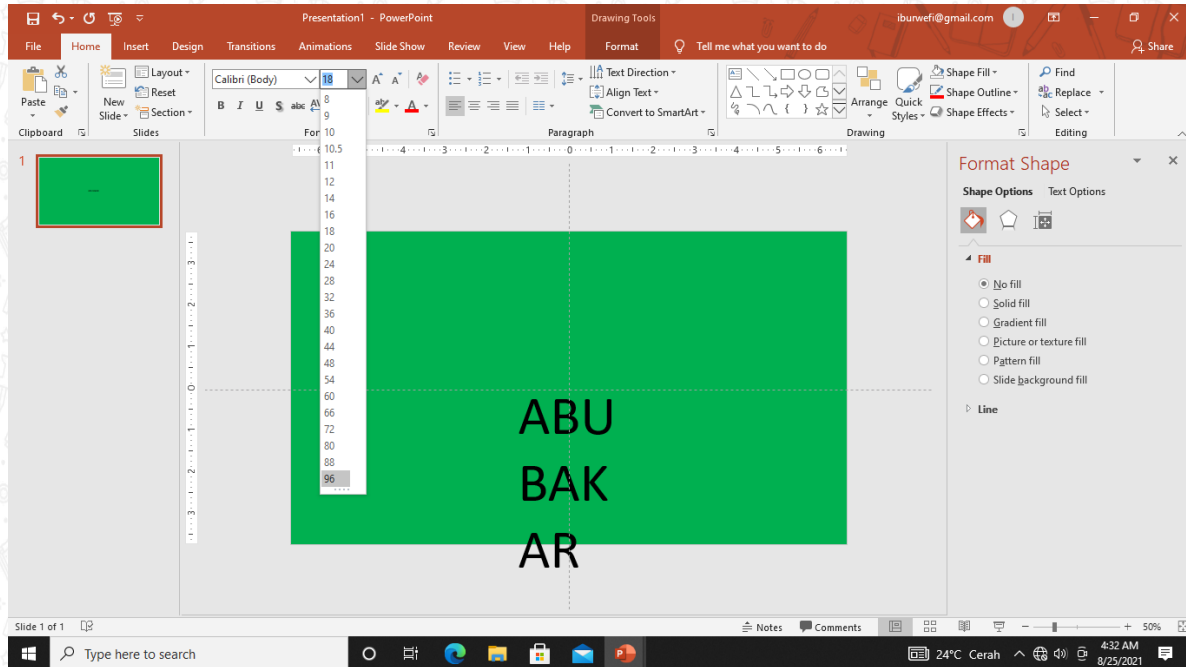 Presentation1 - PowerPoint
Drawing Tools
iburwefi@gmail.com
I
File Home Insert Design Transitions Animations Slide Show Review View Help Format Tell me what you want to do
Share
Paste
New Slide
Layout
Reset
Section
Calibri (Body) 18
B I U S abc AV
A
Text Direction
Align Text
Convert to SmartArt
Arrange
Quick Styles
Shape Fill
Shape Outline
Shape Effects
Find
Replace
Select
Clipboard Slides Paragraph Drawing Editing
8
9
10
10.5
11
12
14
16
18
20
24
28
32
36
40
44
48
54
60
66
72
80
88
96
1
ABU
BAK
AR
Format Shape
Shape Options Text Options
Fill
No fill
Solid fill
Gradient fill
Picture or texture fill
Pattern fill
Slide background fill
Line
Slide 1 of 1
Notes Comments
50%
Type here to search
24°C Cerah
4:32 AM
8/25/2021